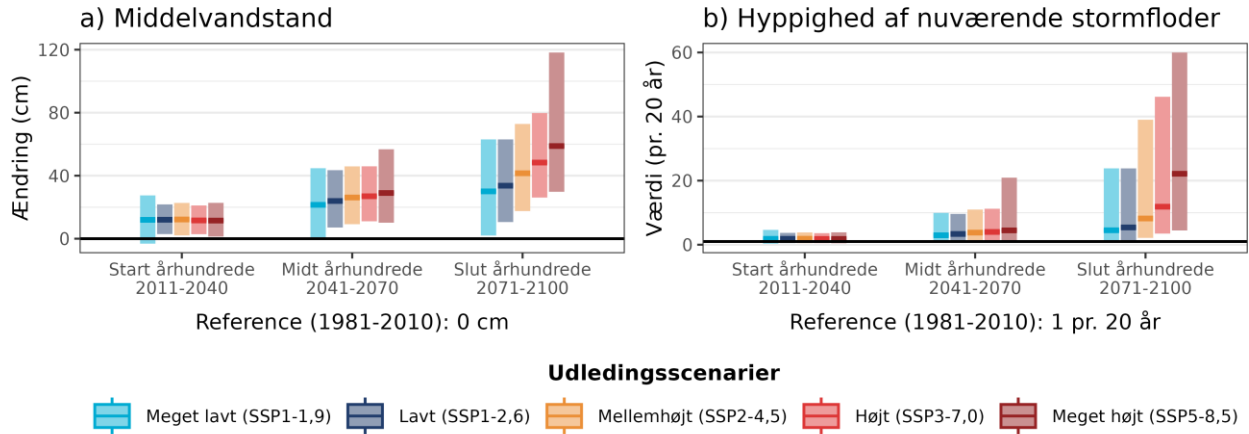 a) Middelvandstand
Ændring (cm)
120
80
40
0
Start århundrede
2011-2040
Midt århundrede
2041-2070
Slut århundrede
2071-2100
Reference (1981-2010): 0 cm
b) Hyppighed af nuværende stormfloder
Værdi (pr. 20 år)
60
40
20
0
Start århundrede
2011-2040
Midt århundrede
2041-2070
Slut århundrede
2071-2100
Reference (1981-2010): 1 pr. 20 år
Udledingsscenarier
Meget lavt (SSP1-1,9)
Lavt (SSP1-2,6)
Mellemhøjt (SSP2-4,5)
Højt (SSP3-7,0)
Meget højt (SSP5-8,5)